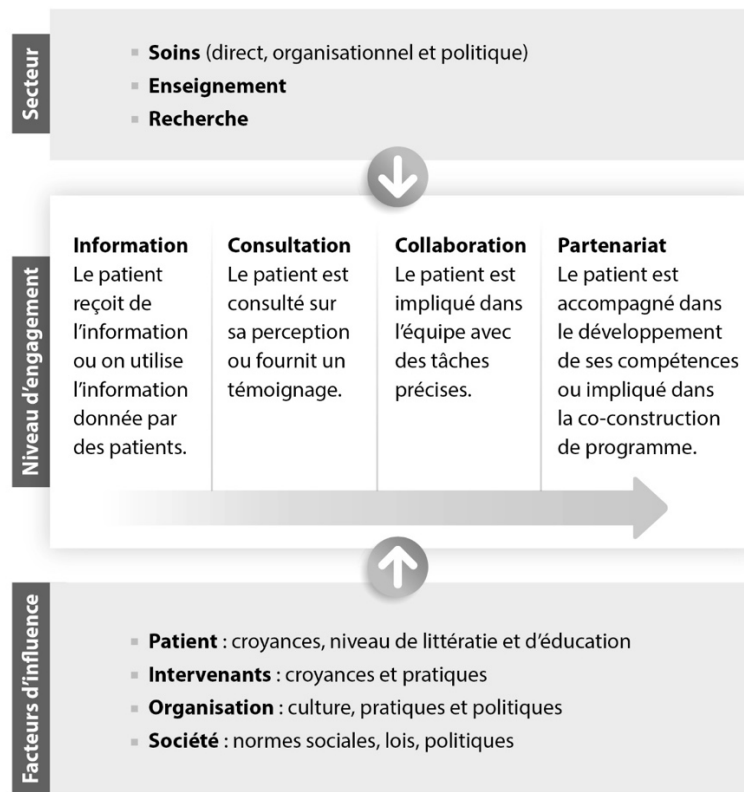 Secteur
Soins (direct, organisationnel et politique)
Enseignement
Recherche
Niveau d’engagement
Information
Le patient
reçoit de
l’information
ou on utilise
l’information
donnée par
des patients.
Consultation
Le patient est
consulté sur
sa perception
ou fournit un
témoignage.
Collaboration
Le patient est
impliqué dans
l’équipe avec
des tâches
précises.
Partenariat
Le patient est
accompagné dans
le développement
de ses compétences
ou impliqué dans
la co-construction
de programme.
Facteurs d’influence
Patient : croyances, niveau de littératie et d’éducation
Intervenants : croyances et pratiques
Organisation : culture, pratiques et politiques
Société : normes sociales, lois, politiques